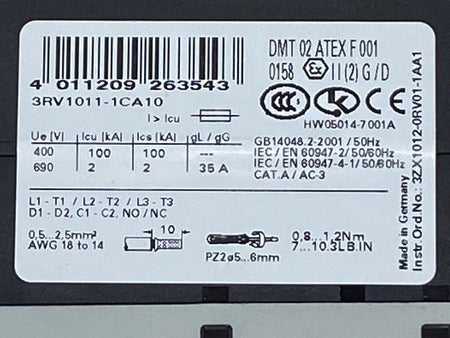 4 011209 263543
3RV1011-1CA10
I > Icu
Ue [V] Icu [kA] Ics [kA] gL / gG
400 100 100 ---
690 2 2 35 A
DMT 02 ATEX F 001
0158 Ex II (2) G / D
CCC CE
HW05014-7001A
GB14048.2-2001 / 50Hz
IEC / EN 60947-2/ 50/60Hz
IEC / EN 60947-4-1/ 50/60Hz
CAT.A / AC-3
L1 - T1 / L2 - T2 / L3 - T3
D1 - D2, C1 - C2, NO / NC
0,5...2,5mm²
AWG 18 to 14
10
PZ2ø5...6mm
0,8...1,2Nm
7...10.3LB.IN
Made in Germany
Instr.Ord.No.: 3ZX1012-0RV01-1AA1